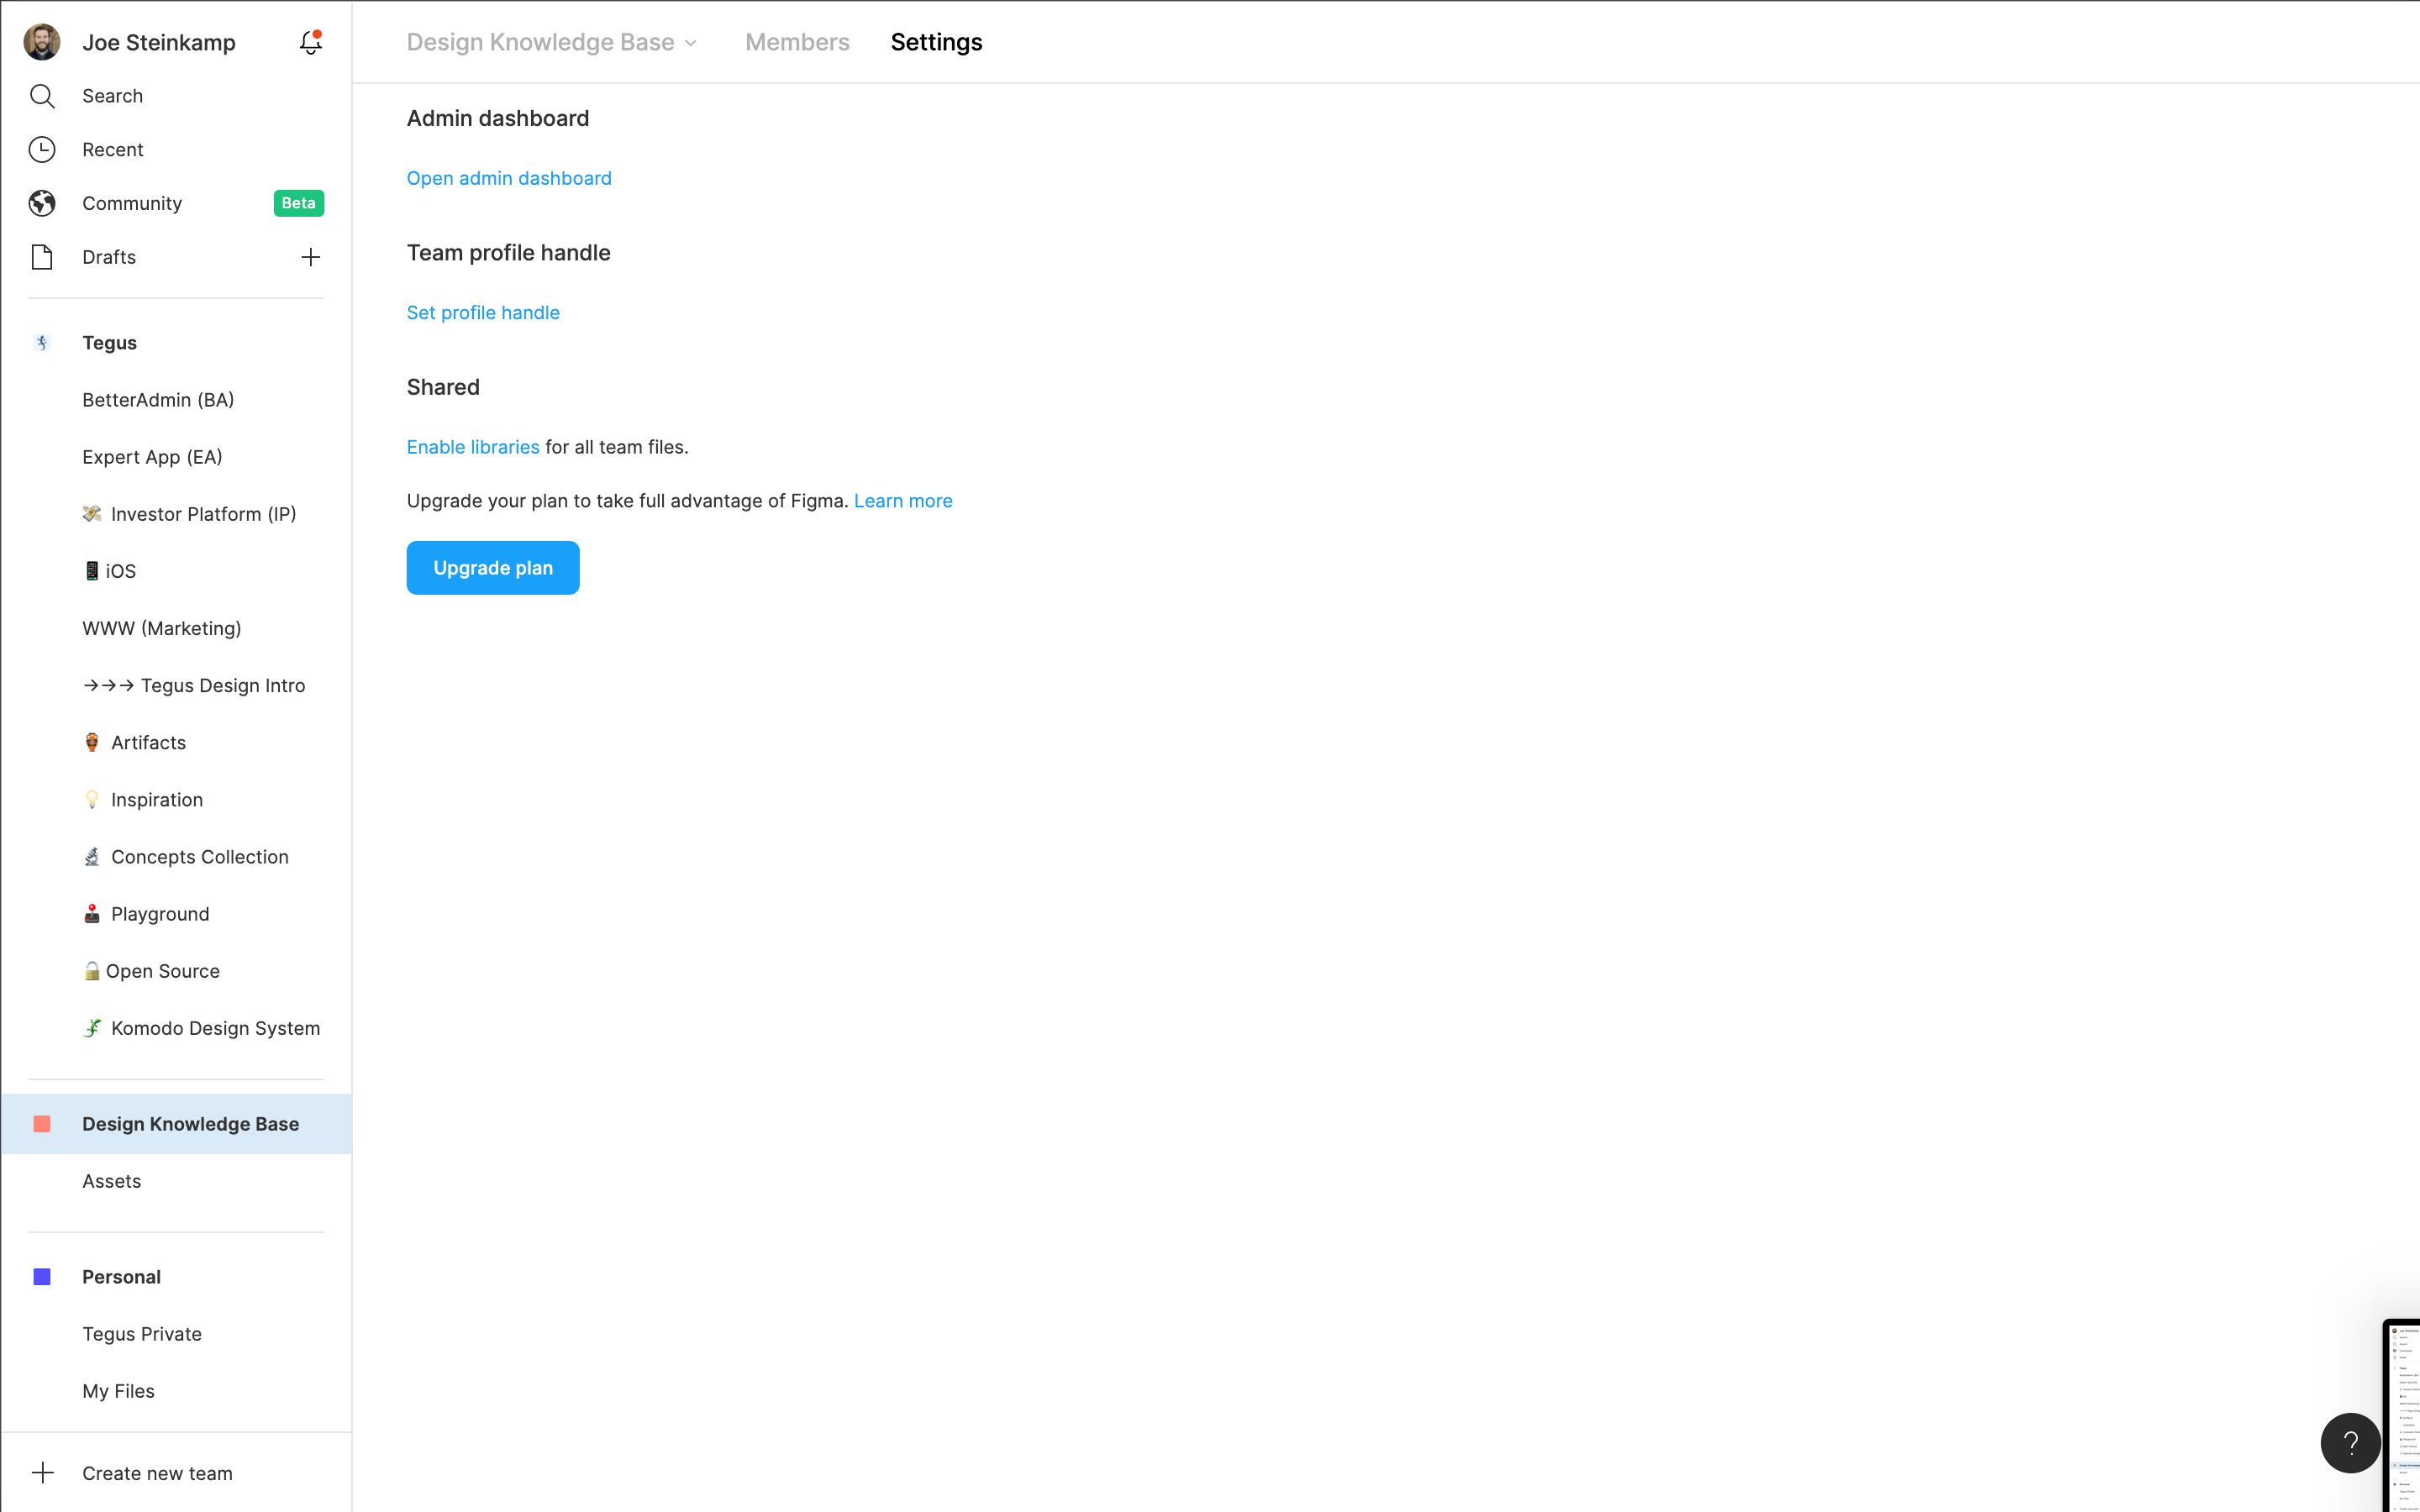 Joe Steinkamp
Search
Recent
Community Beta
Drafts
Tegus
BetterAdmin (BA)
Expert App (EA)
💸 Investor Platform (IP)
📱 iOS
WWW (Marketing)
→→→ Tegus Design Intro
🏺 Artifacts
💡 Inspiration
🔬 Concepts Collection
🕹 Playground
🔓 Open Source
🦎 Komodo Design System
Design Knowledge Base
Assets
Personal
Tegus Private
My Files
Create new team
Design Knowledge Base Members Settings
Admin dashboard
Open admin dashboard
Team profile handle
Set profile handle
Shared
Enable libraries for all team files.
Upgrade your plan to take full advantage of Figma. Learn more
Upgrade plan
?